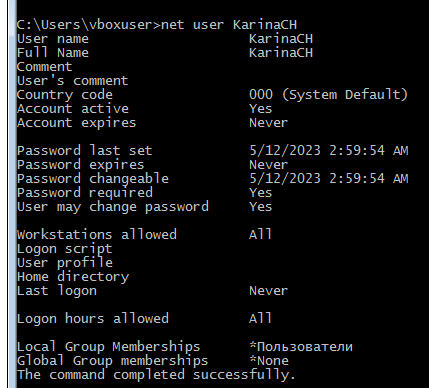 C:\Users\vboxuser>net user KarinaCH
User name KarinaCH
Full Name KarinaCH
Comment
User's comment
Country code 000 (System Default)
Account active Yes
Account expires Never
Password last set 5/12/2023 2:59:54 AM
Password expires Never
Password changeable 5/12/2023 2:59:54 AM
Password required Yes
User may change password Yes
Workstations allowed All
Logon script
User profile
Home directory
Last logon Never
Logon hours allowed All
Local Group Memberships *Пользователи
Global Group memberships *None
The command completed successfully.